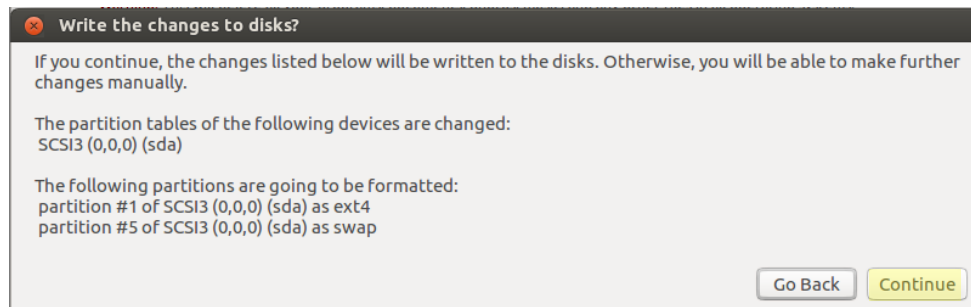 Write the changes to disks?
If you continue, the changes listed below will be written to the disks. Otherwise, you will be able to make further
changes manually.
The partition tables of the following devices are changed:
SCSI3 (0,0,0) (sda)
The following partitions are going to be formatted:
partition #1 of SCSI3 (0,0,0) (sda) as ext4
partition #5 of SCSI3 (0,0,0) (sda) as swap
Go Back
Continue